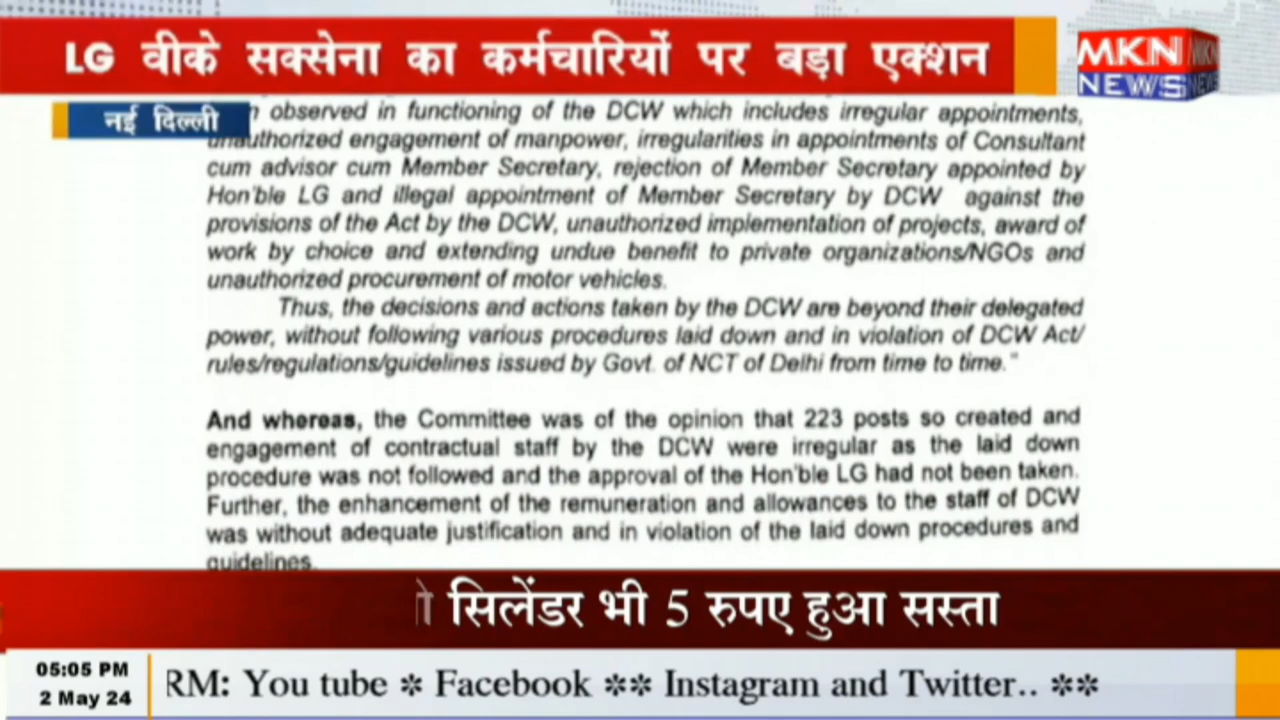 LG वीके सक्सेना का कर्मचारियों पर बड़ा एक्शन
MKN
NEWS
नई दिल्ली
observed in functioning of the DCW which includes irregular appointments,
unauthorized engagement of manpower, irregularities in appointments of Consultant
cum advisor cum Member Secretary, rejection of Member Secretary appointed by
Hon'ble LG and illegal appointment of Member Secretary by DCW against the
provisions of the Act by the DCW, unauthorized implementation of projects, award of
work by choice and extending undue benefit to private organizations/NGOs and
unauthorized procurement of motor vehicles.
Thus, the decisions and actions taken by the DCW are beyond their delegated
power, without following various procedures laid down and in violation of DCW Act/
rules/regulations/guidelines issued by Govt. of NCT of Delhi from time to time."
And whereas, the Committee was of the opinion that 223 posts so created and
engagement of contractual staff by the DCW were irregular as the laid down
procedure was not followed and the approval of the Hon'ble LG had not been taken.
Further, the enhancement of the remuneration and allowances to the staff of DCW
was without adequate justification and in violation of the laid down procedures and
guidelines.
सिलेंडर भी 5 रुपए हुआ सस्ता
05:05 PM
2 May 24
RM: You tube * Facebook ** Instagram and Twitter.. **